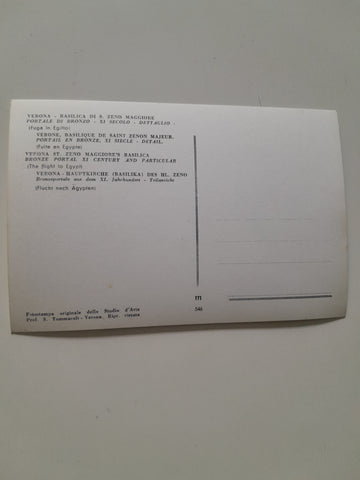 VERONA - BASILICA DI S. ZENO MAGGIORE
PORTALE DI BRONZO - XI SECOLO - DETTAGLIO -
(Fuga in Egitto)
VERONE, BASILIQUE DE SAINT ZENON MAJEUR.
PORTAIL EN BRONZE, XI SIECLE - DETAIL.
(Fuite en Egypte)
VERONA ST. ZENO MAGGIORE'S BASILICA
BRONZE PORTAL XI CENTURY AND PARTICULAR
(The flight to Egypt)
VERONA - HAUPTKIRCHE (BASILIKA) DES HL. ZENO
Bronzeportale aus dem XI. Jahrhundert - Teilansicht
(Flucht nach Ägypten)
Fotostampa originale dello Studio d'Arte
Prof. S. Tommasoli - Verona, Ripr. vietata
546